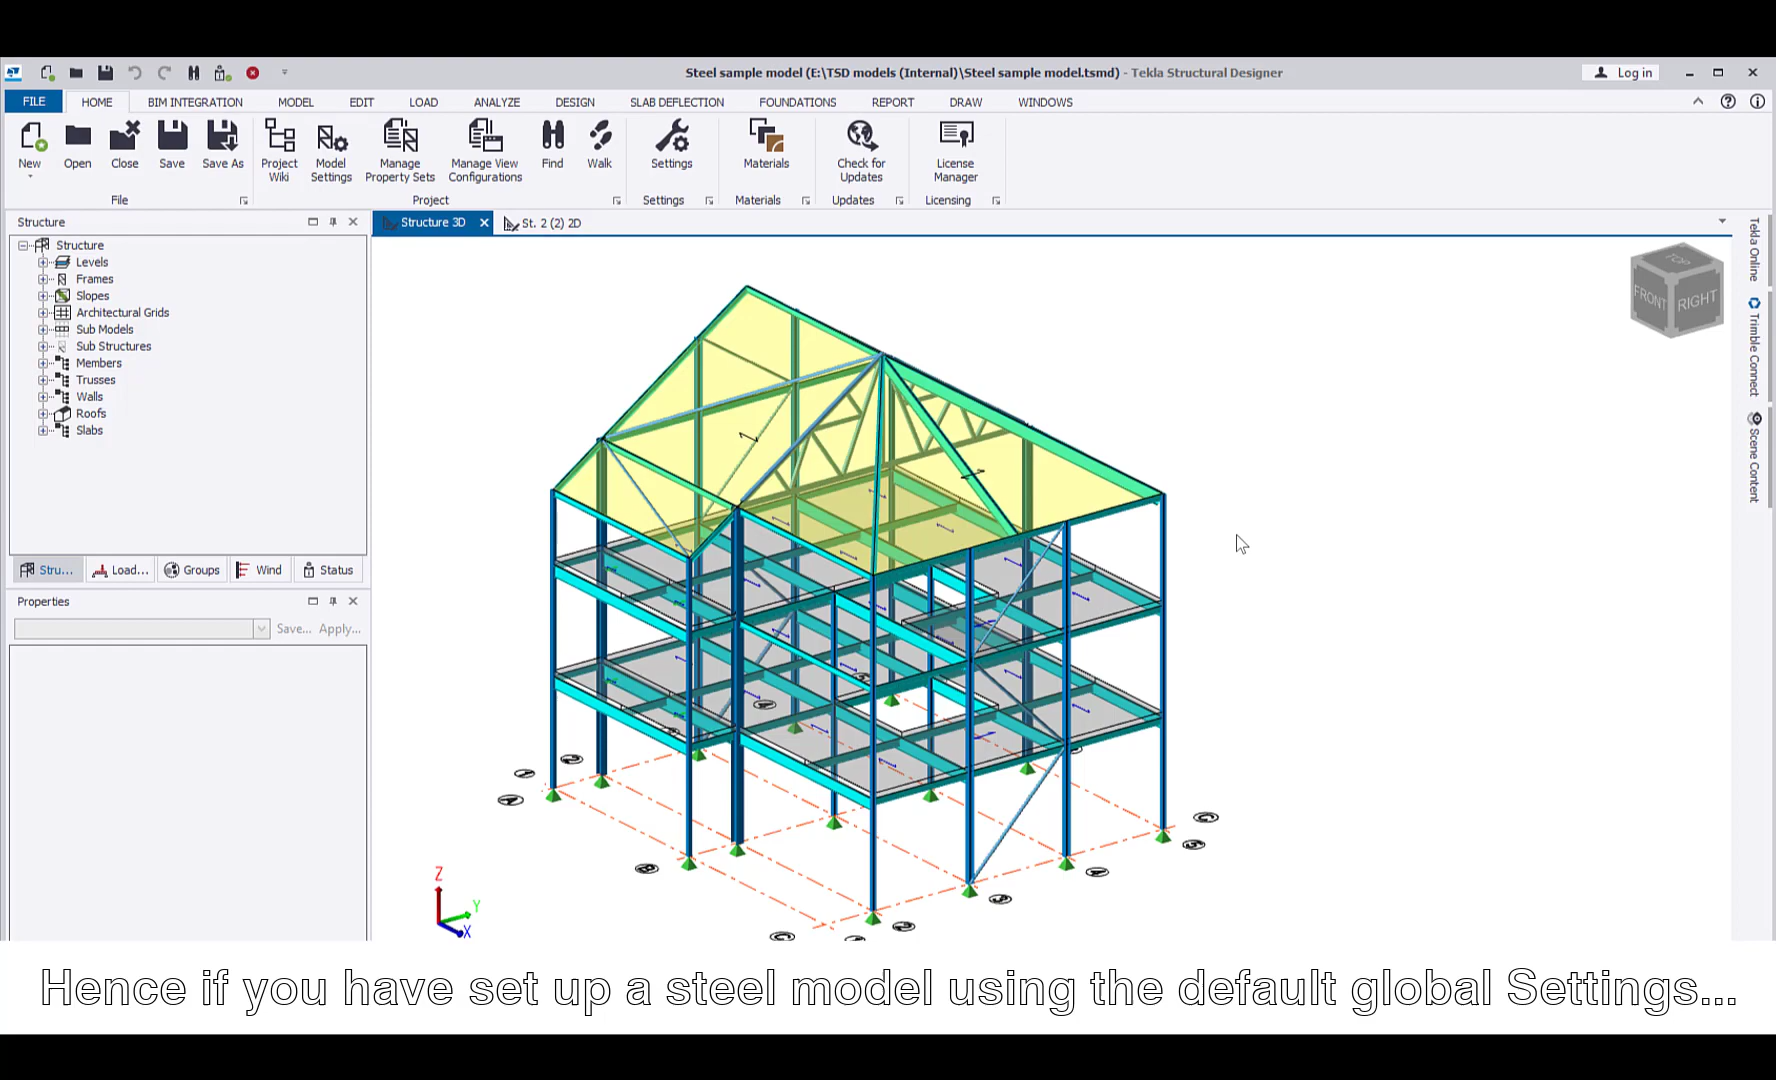 Steel sample model (E:\TSD models (Internal)\Steel sample model.tsmd) - Tekla Structural Designer
Log in
FILE HOME BIM INTEGRATION MODEL EDIT LOAD ANALYZE DESIGN SLAB DEFLECTION FOUNDATIONS REPORT DRAW WINDOWS
New Open Close Save Save As Project Wiki Model Settings Manage Property Sets Manage View Configurations Find Walk Settings Materials Check for Updates License Manager
File Project Settings Materials Updates Licensing
Structure
Structure 3D St. 2 (2) 2D
Structure
Levels
Frames
Slopes
Architectural Grids
Sub Models
Sub Structures
Members
Trusses
Walls
Roofs
Slabs
Stru... Load... Groups Wind Status
Properties
Save... Apply...
TOP
FRONT RIGHT
Tekla Online
Trimble Connect
Scene Content
Z
Y
X
Hence if you have set up a steel model using the default global Settings...